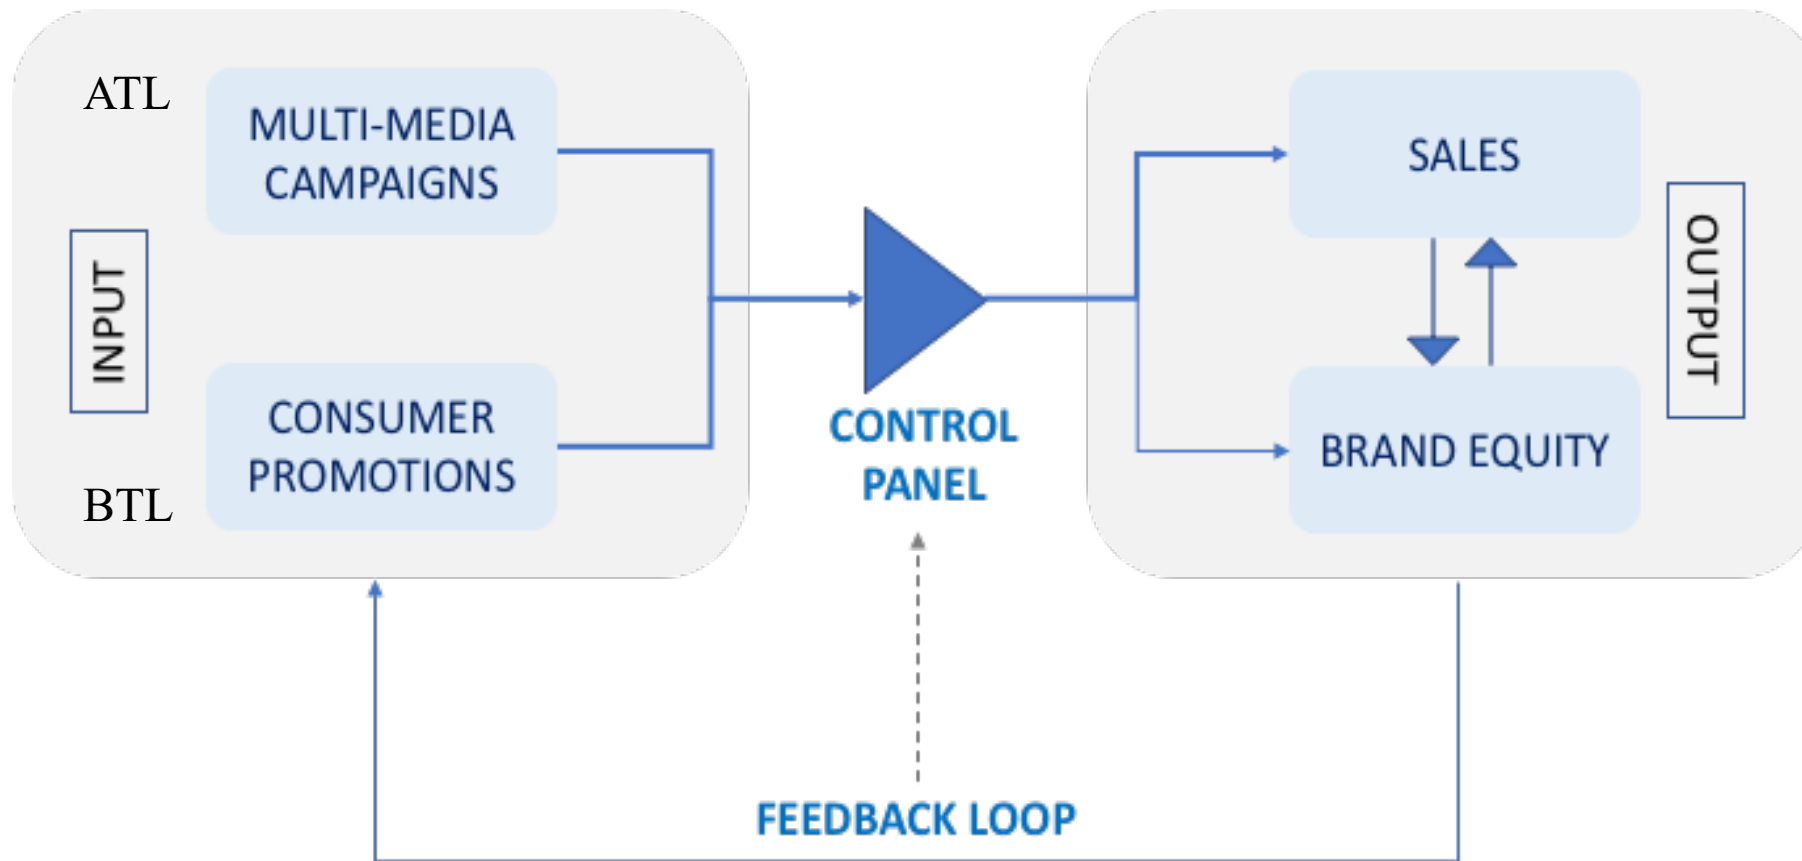 ATL
MULTI-MEDIA
CAMPAIGNS
INPUT
CONSUMER
PROMOTIONS
BTL
CONTROL
PANEL
SALES
OUTPUT
BRAND EQUITY
FEEDBACK LOOP